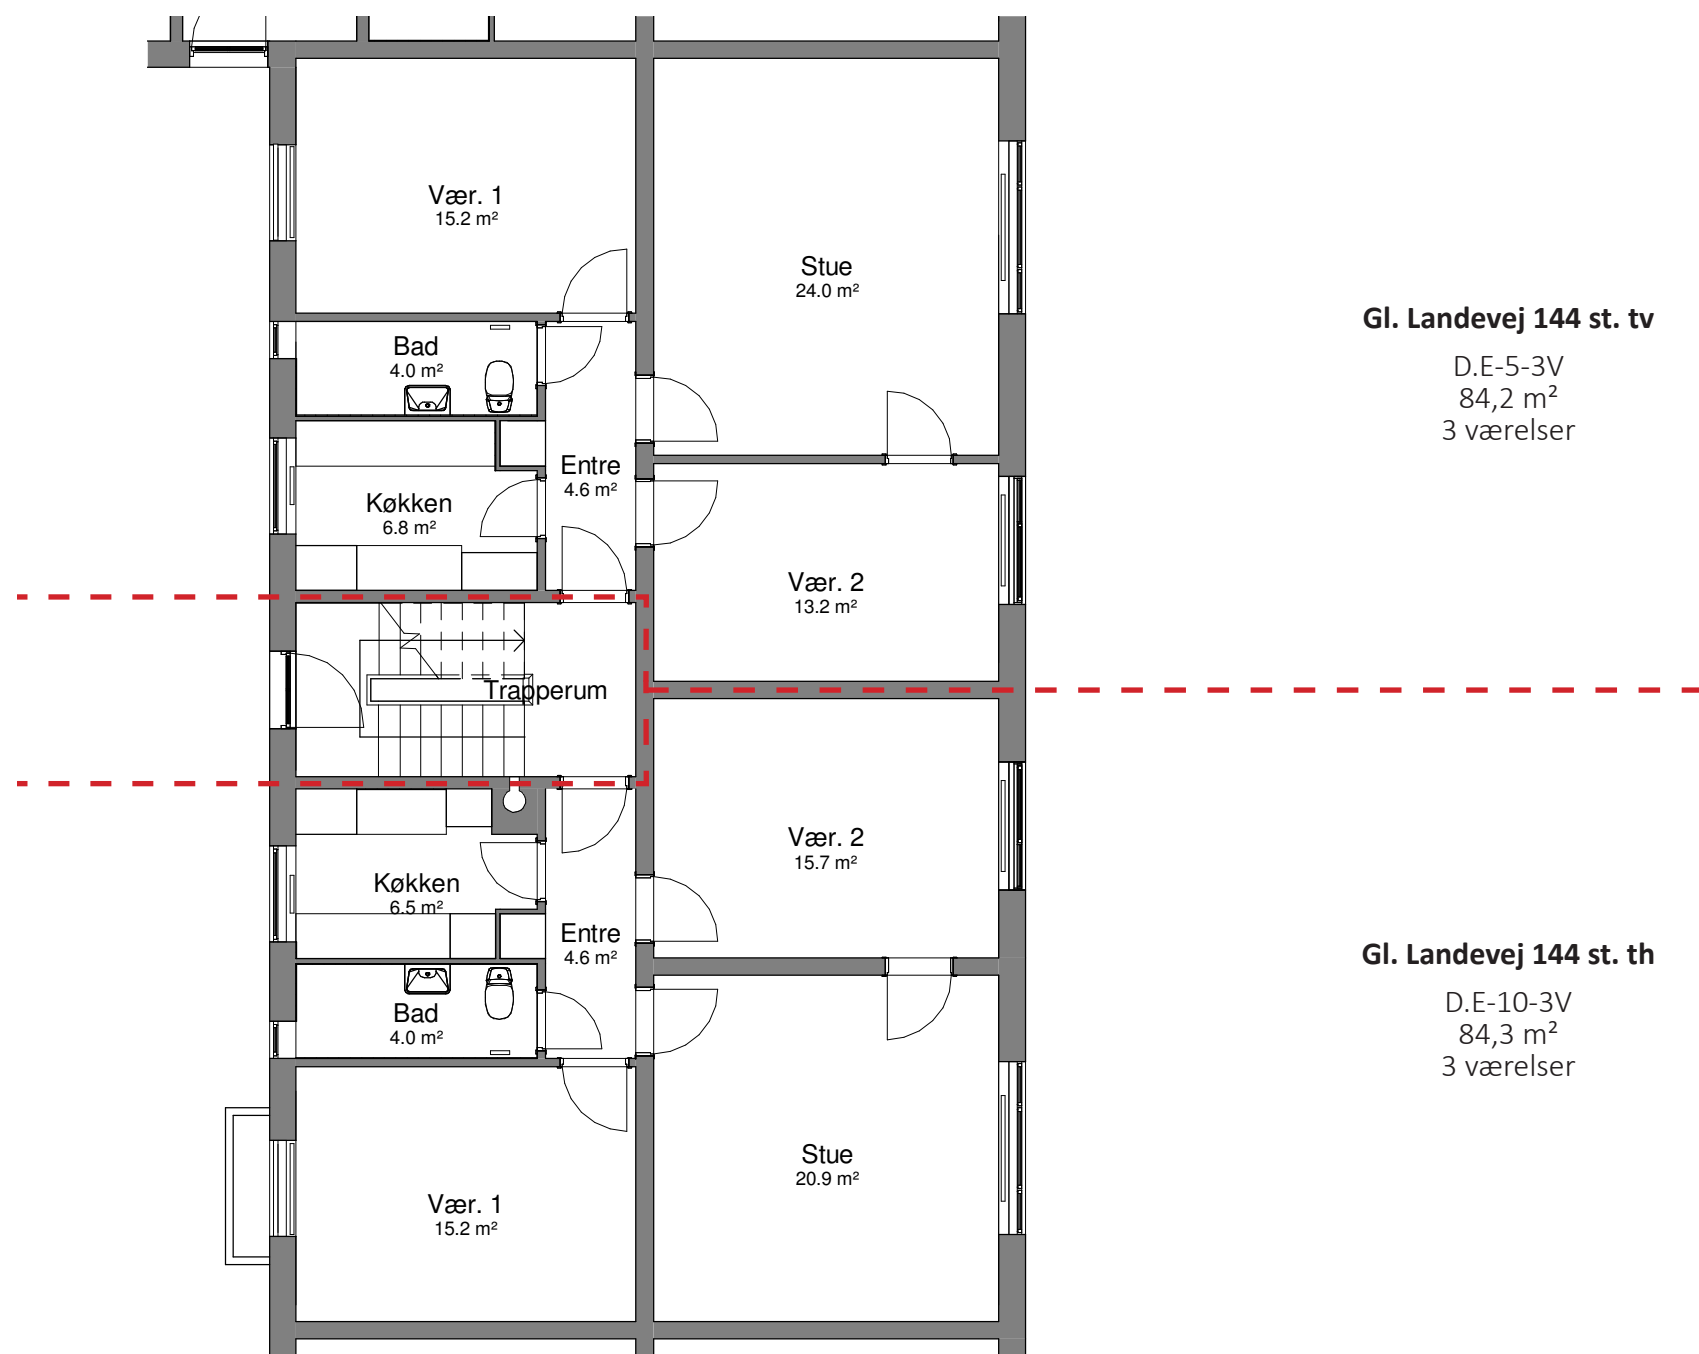 Vær. 1
15.2 m²
Stue
24.0 m²
Bad
4.0 m²
Entre
4.6 m²
Køkken
6.8 m²
Vær. 2
13.2 m²
Gl. Landevej 144 st. tv
D.E-5-3V
84,2 m²
3 værelser
Trapperum
Vær. 2
15.7 m²
Køkken
6.5 m²
Entre
4.6 m²
Bad
4.0 m²
Stue
20.9 m²
Vær. 1
15.2 m²
Gl. Landevej 144 st. th
D.E-10-3V
84,3 m²
3 værelser